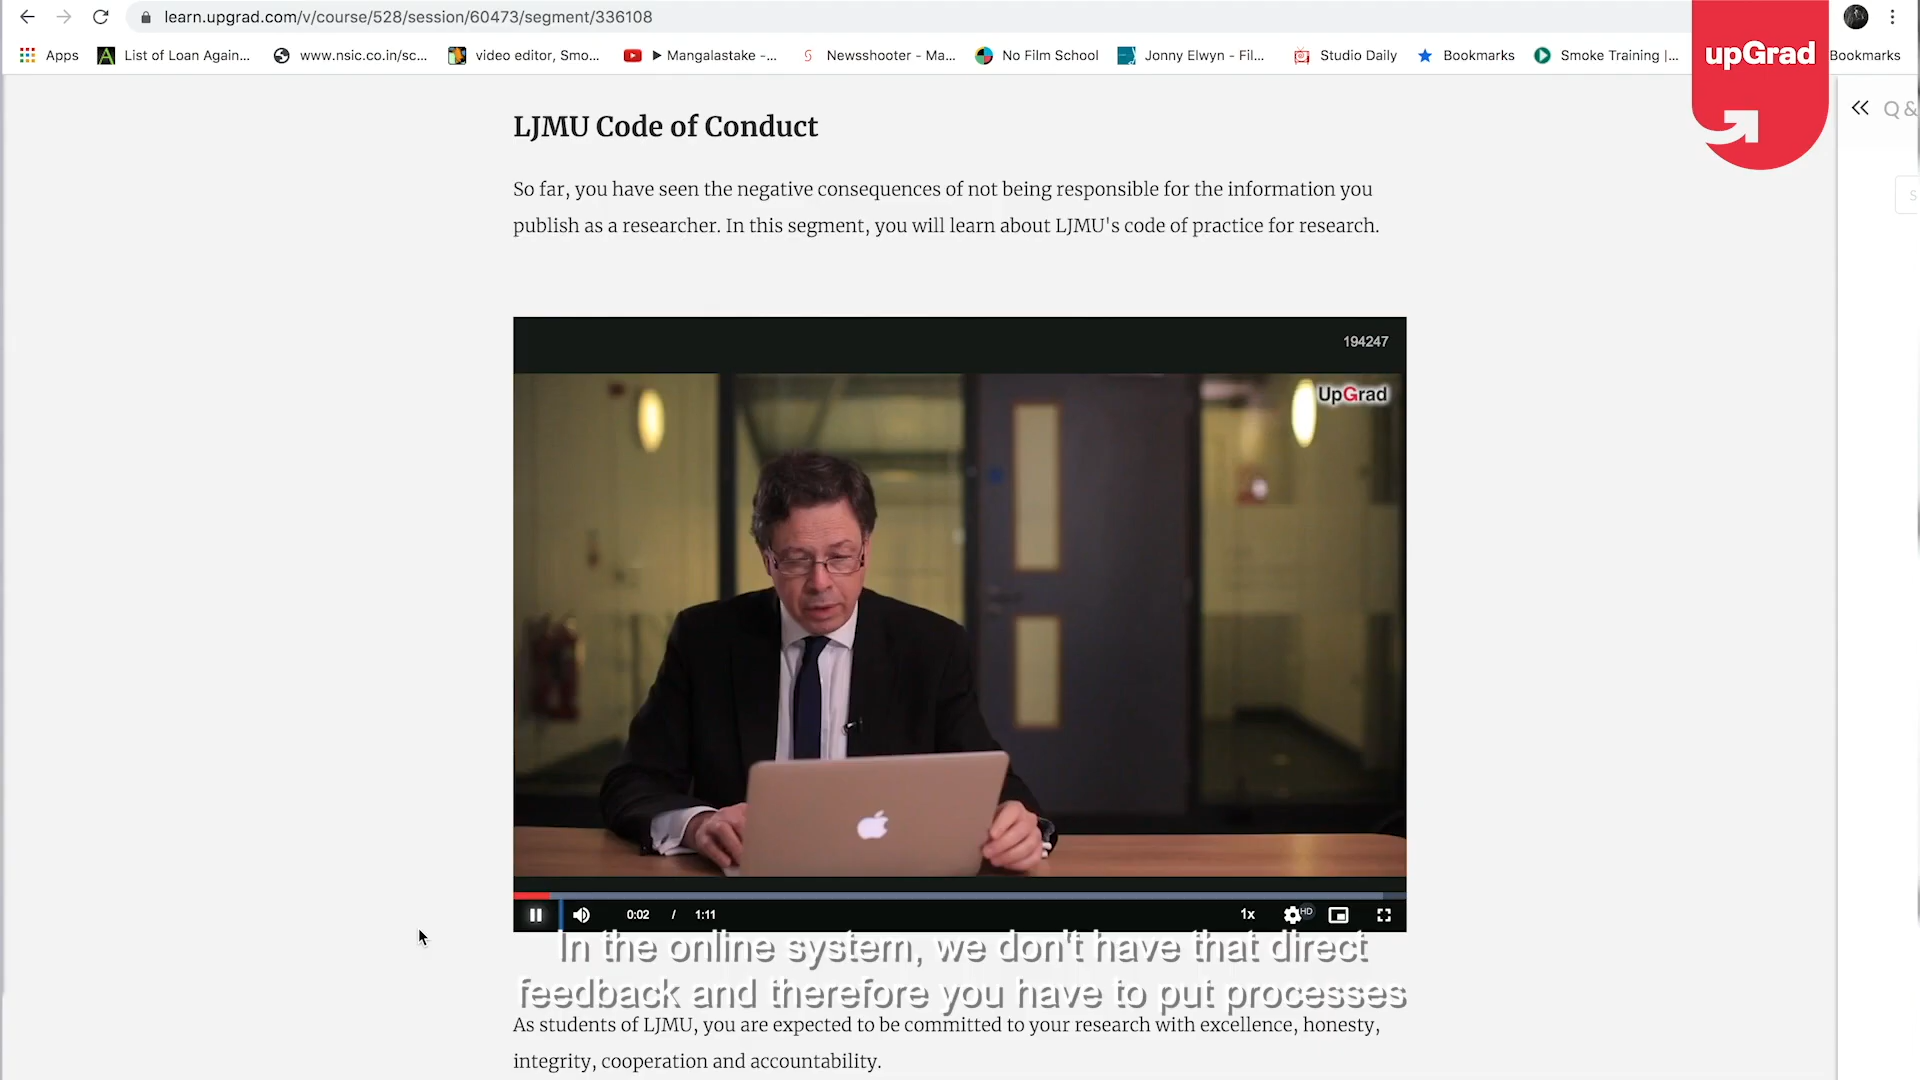 learn.upgrad.com/v/course/528/session/60473/segment/336108
Apps
List of Loan Again...
www.nsic.co.in/sc...
video editor, Smo...
Mangalastake -...
Newsshooter - Ma...
No Film School
Jonny Elwyn - Fil...
Studio Daily
Bookmarks
Smoke Training |...
Bookmarks
upGrad
Q &
LJMU Code of Conduct
So far, you have seen the negative consequences of not being responsible for the information you
publish as a researcher. In this segment, you will learn about LJMU's code of practice for research.
194247
UpGrad
0:02 / 1:11
1x
HD
In the online system, we don't have that direct
feedback and therefore you have to put processes
As students of LJMU, you are expected to be committed to your research with excellence, honesty,
integrity, cooperation and accountability.